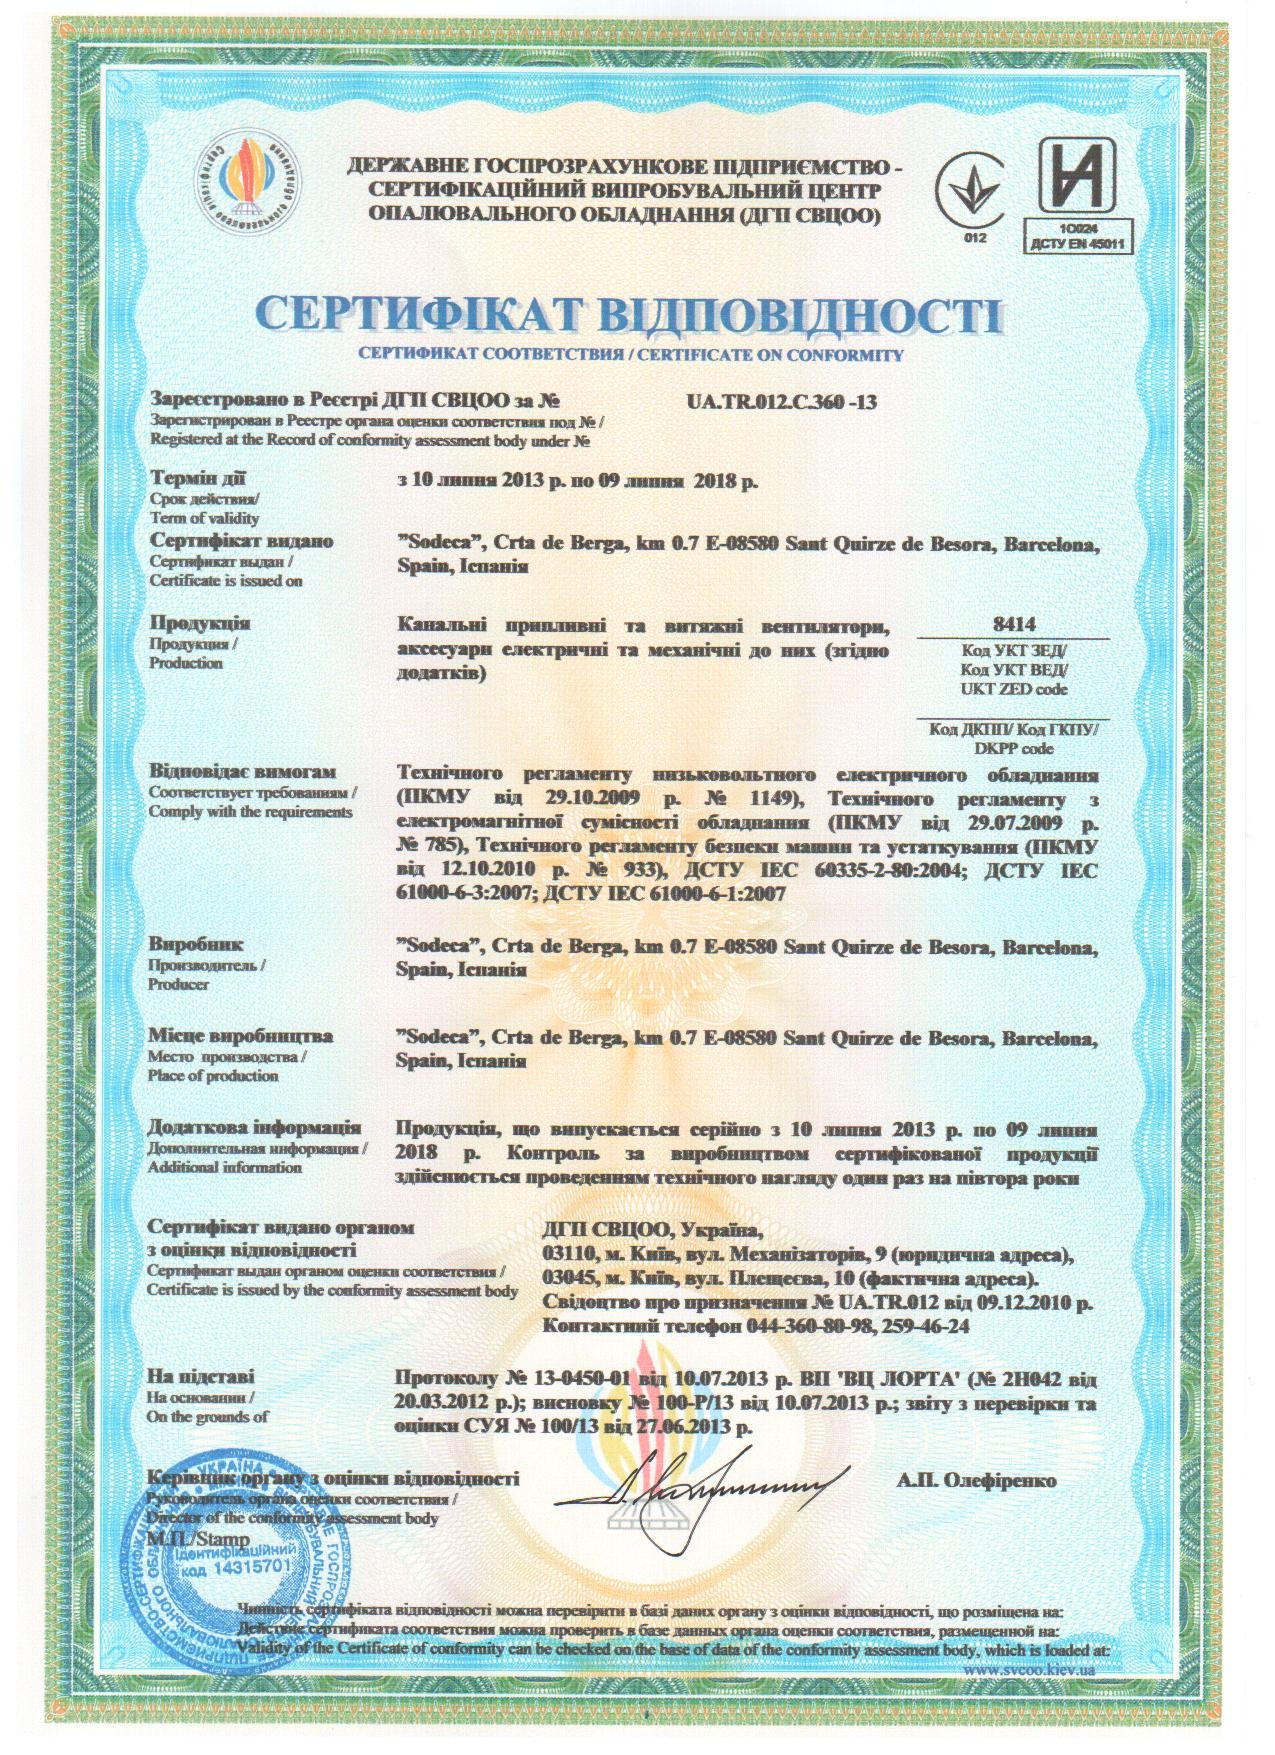 ДЕРЖАВНЕ ГОСПРОЗРАХУНКОВЕ ПІДПРИЄМСТВО -
СЕРТИФІКАЦІЙНИЙ ВИПРОБУВАЛЬНИЙ ЦЕНТР
ОПАЛЮВАЛЬНОГО ОБЛАДНАННЯ (ДГП СВЦОО)
012
1О024
ДСТУ EN 45011
СЕРТИФІКАТ ВІДПОВІДНОСТІ
СЕРТИФИКАТ СООТВЕТСТВИЯ / CERTIFICATE ON CONFORMITY
Зареєстровано в Реєстрі ДГП СВЦОО за № UA.TR.012.C.360 -13
Зарегистрирован в Реестре органа оценки соответствия под № /
Registered at the Record of conformity assessment body under №
Термін дії з 10 липня 2013 р. по 09 липня 2018 р.
Срок действия/
Term of validity
Сертифікат видано ”Sodeca”, Crta de Berga, km 0.7 E-08580 Sant Quirze de Besora, Barcelona,
Сертификат выдан / Spain, Іспанія
Certificate is issued on
Продукція Канальні припливні та витяжні вентилятори, 8414
Продукция / аксесуари електричні та механічні до них (згідно Код УКТ ЗЕД/
Production додатків) Код УКТ ВЕД/
UKT ZED code
Код ДКПП/ Код ГКПУ/
DKPP code
Відповідає вимогам Технічного регламенту низьковольтного електричного обладнання
Соответствует требованиям / (ПКМУ від 29.10.2009 р. № 1149), Технічного регламенту з
Comply with the requirements електромагнітної сумісності обладнання (ПКМУ від 29.07.2009 р.
№ 785), Технічного регламенту безпеки машин та устаткування (ПКМУ
від 12.10.2010 р. № 933), ДСТУ ІЕС 60335-2-80:2004; ДСТУ ІЕС
61000-6-3:2007; ДСТУ ІЕС 61000-6-1:2007
Виробник ”Sodeca”, Crta de Berga, km 0.7 E-08580 Sant Quirze de Besora, Barcelona,
Производитель / Spain, Іспанія
Producer
Місце виробництва ”Sodeca”, Crta de Berga, km 0.7 E-08580 Sant Quirze de Besora, Barcelona,
Место производства / Spain, Іспанія
Place of production
Додаткова інформація Продукція, що випускається серійно з 10 липня 2013 р. по 09 липня
Дополнительная информация / 2018 р. Контроль за виробництвом сертифікованої продукції
Additional information здійснюється проведенням технічного нагляду один раз на півтора роки
Сертифікат видано органом ДГП СВЦОО, Україна,
з оцінки відповідності 03110, м. Київ, вул. Механізаторів, 9 (юридична адреса),
Сертификат выдан органом оценки соответствия / 03045, м. Київ, вул. Плещеєва, 10 (фактична адреса).
Certificate is issued by the conformity assessment body Свідоцтво про призначення № UA.TR.012 від 09.12.2010 р.
Контактний телефон 044-360-80-98, 259-46-24
На підставі Протоколу № 13-0450-01 від 10.07.2013 р. ВП 'ВЦ ЛОРТА' (№ 2Н042 від
На основании / 20.03.2012 р.); висновку № 100-Р/13 від 10.07.2013 р.; звіту з перевірки та
On the grounds of оцінки СУЯ № 100/13 від 27.06.2013 р.
Керівник органу з оцінки відповідності А.П. Олефіренко
Руководитель органа оценки соответствия /
Director of the conformity assessment body
М.П./Stamp
Ідентифікаційний
код 14315701
Чинність сертифіката відповідності можна перевірити в базі даних органу з оцінки відповідності, що розміщена на:
Действие сертификата соответствия можна проверить в базе данных органа оценки соответствия, размещенной на:
Validity of the Certificate of conformity can be checked on the base of data of the conformity assessment body, which is loaded at:
www.svcoo.kiev.ua